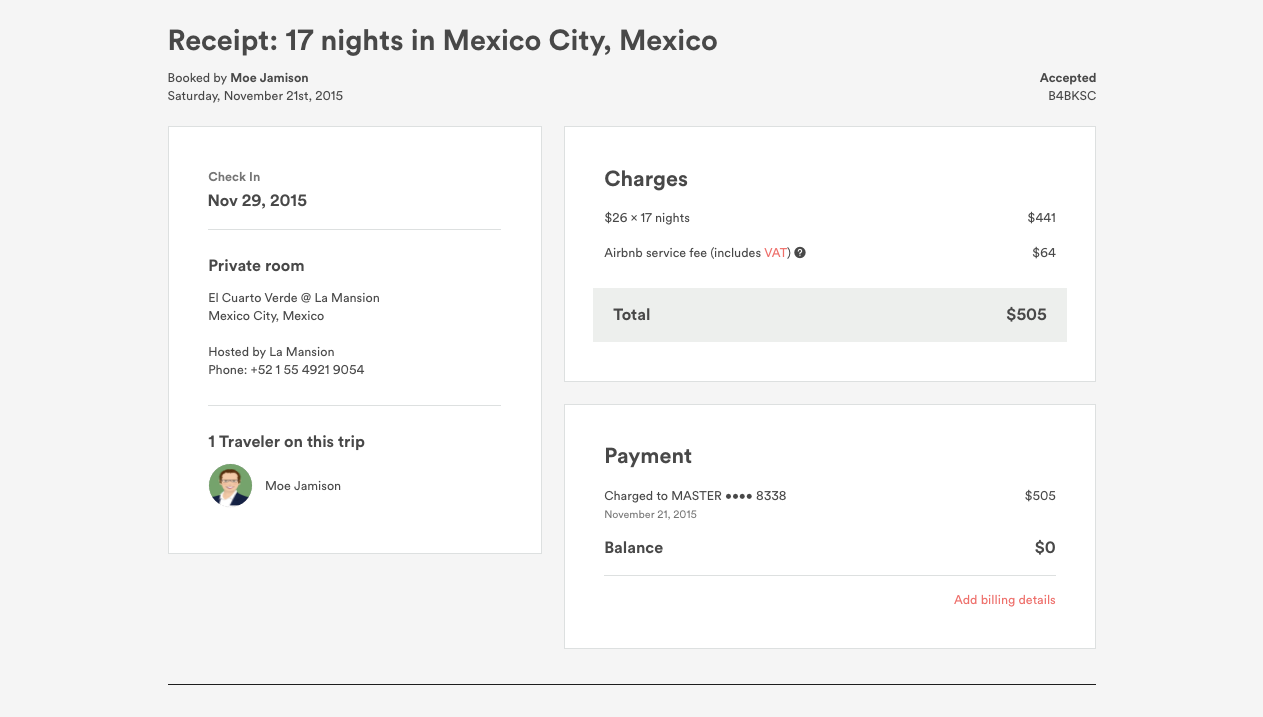 Receipt: 17 nights in Mexico City, Mexico
Booked by Moe Jamison
Saturday, November 21st, 2015
Accepted
B4BKSC
Check In
Nov 29, 2015
Private room
El Cuarto Verde @ La Mansion
Mexico City, Mexico
Hosted by La Mansion
Phone: +52 1 55 4921 9054
1 Traveler on this trip
Moe Jamison
Charges
$26 × 17 nights $441
Airbnb service fee (includes VAT) ? $64
Total $505
Payment
Charged to MASTER •••• 8338 $505
November 21, 2015
Balance $0
Add billing details